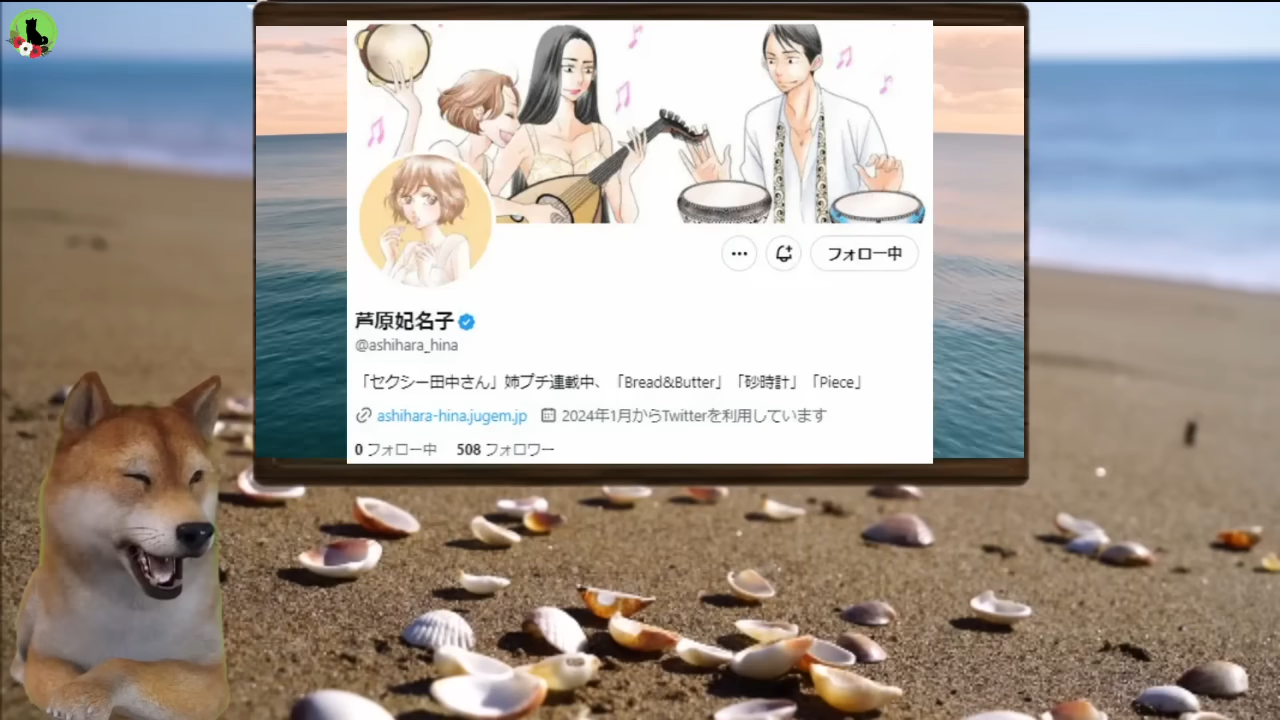 フォロー中
芦原妃名子
@ashihara_hina
「セクシー田中さん」姉プチ連載中、「Bread&Butter」「砂時計」「Piece」
ashihara-hina.jugem.jp 2024年1月からTwitterを利用しています
0 フォロー中 508 フォロワー